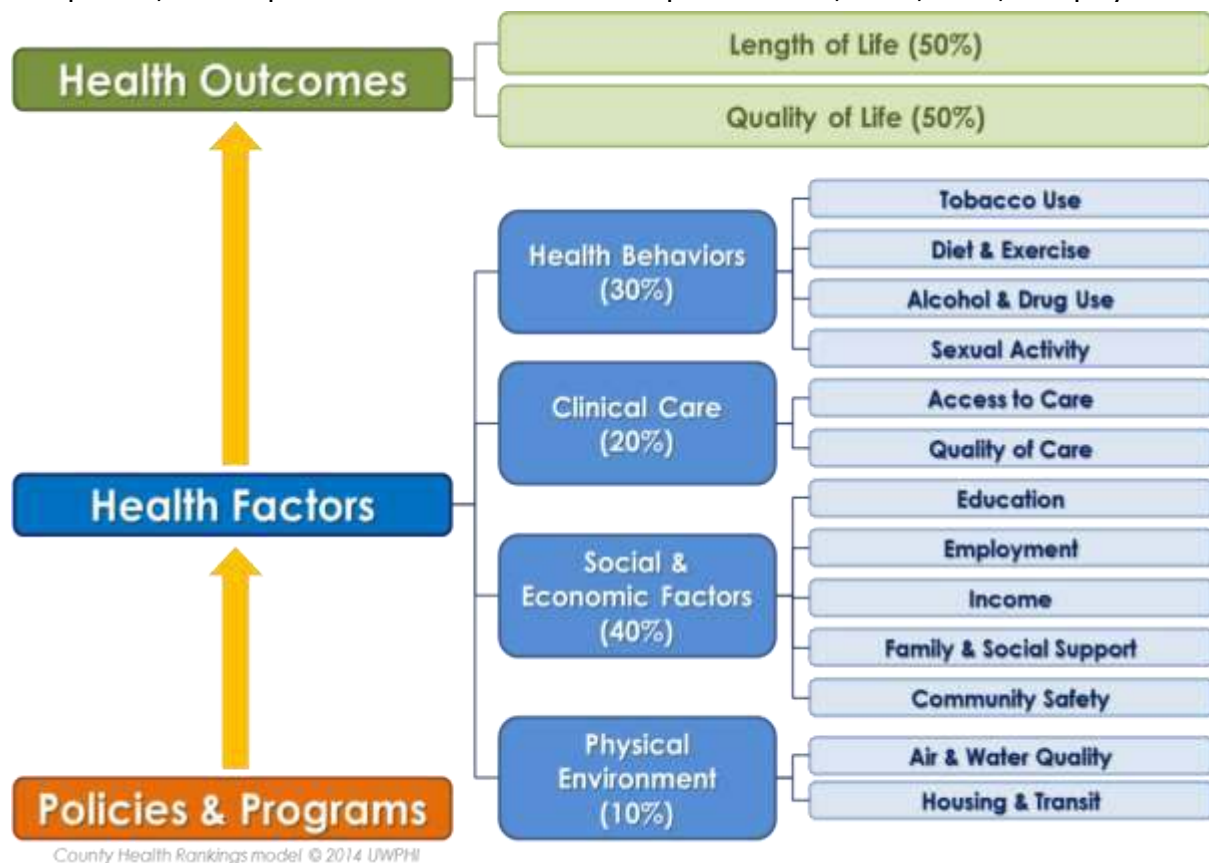 Length of Life (50%)
Health Outcomes
Quality of Life (50%)
Tobacco Use
Health Behaviors
(30%)
Diet & Exercise
Alcohol & Drug Use
Sexual Activity
Clinical Care
(20%)
Access to Care
Quality of Care
Health Factors
Social &
Economic Factors
(40%)
Education
Employment
Income
Family & Social Support
Community Safety
Physical
Environment
(10%)
Air & Water Quality
Housing & Transit
Policies & Programs
County Health Rankings model © 2014 UWPHI